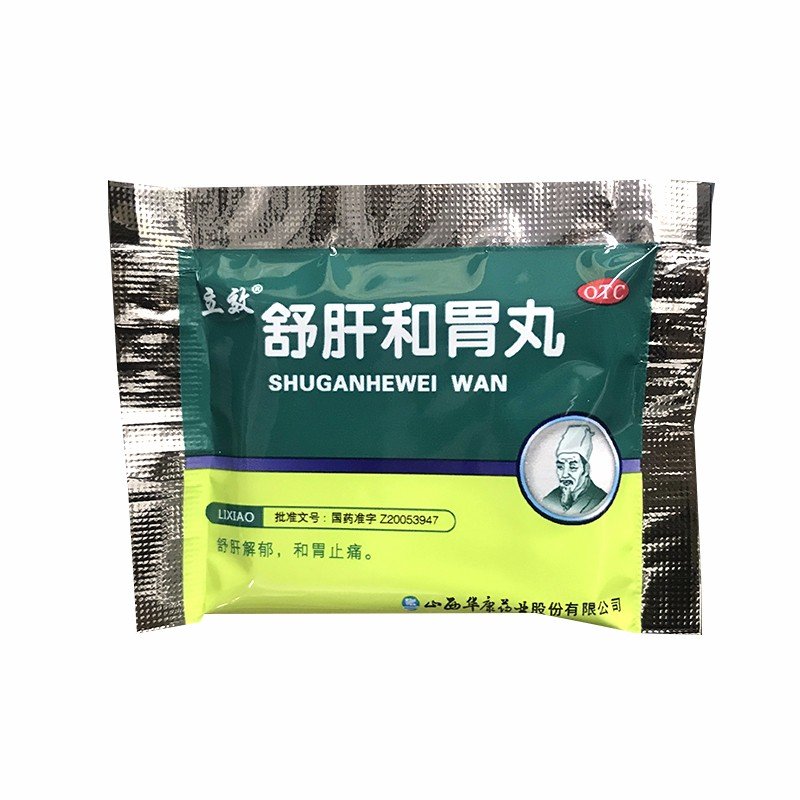 立效®
OTC
舒肝和胃丸
SHUGANHEWEI WAN
LIXIAO 批准文号：国药准字 Z20053947
舒肝解郁，和胃止痛。
山西华康药业股份有限公司